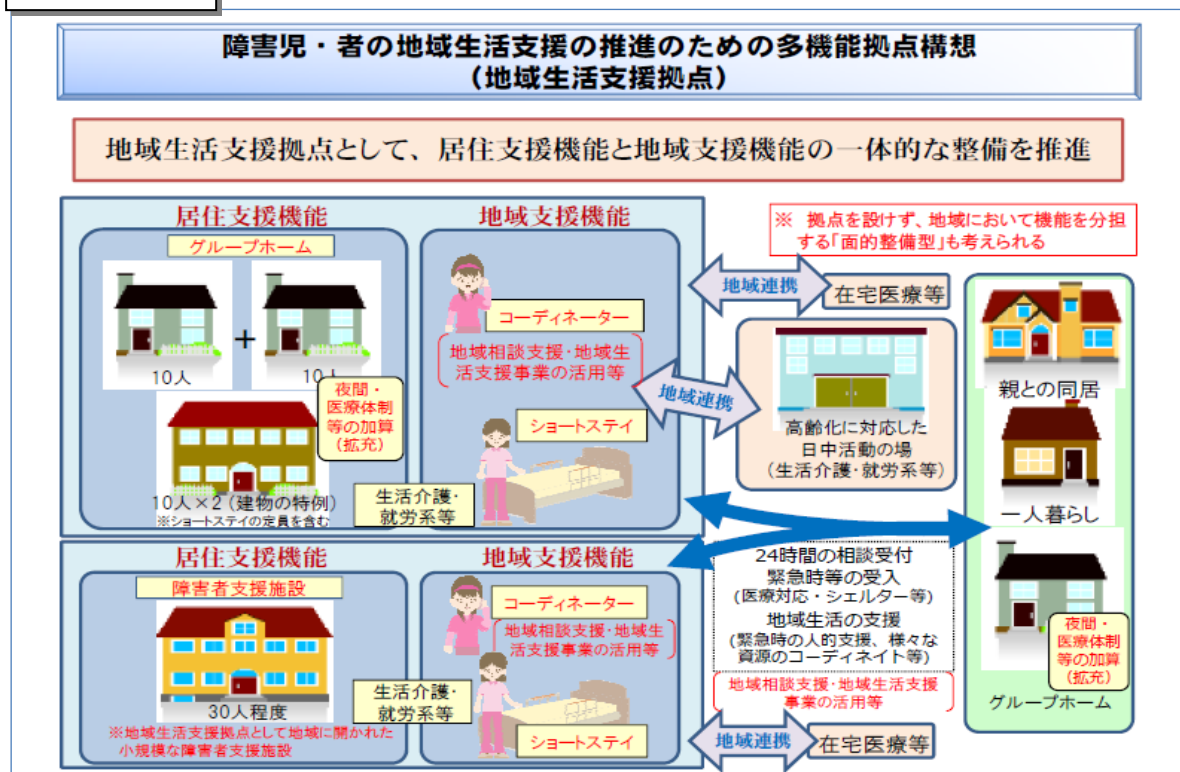 障害児・者の地域生活支援の推進のための多機能拠点構想
（地域生活支援拠点）
地域生活支援拠点として、居住支援機能と地域支援機能の一体的な整備を推進
居住支援機能
グループホーム
10人
+
10人
夜間・
医療体制
等の加算
（拡充）
10人×2（建物の特例）
※ショートステイの定員を含む
生活介護・
就労系等
地域支援機能
コーディネーター
地域相談支援・地域生
活支援事業の活用等
ショートステイ
※ 拠点を設けず、地域において機能を分担
する「面的整備型」も考えられる
地域連携
在宅医療等
地域連携
高齢化に対応した
日中活動の場
（生活介護・就労系等）
親との同居
一人暮らし
夜間・
医療体制
等の加算
（拡充）
グループホーム
居住支援機能
障害者支援施設
30人程度
※地域生活支援拠点として地域に開かれた
小規模な障害者支援施設
生活介護・
就労系等
地域支援機能
コーディネーター
地域相談支援・地域生
活支援事業の活用等
ショートステイ
24時間の相談受付
緊急時等の受入
(医療対応・シェルター等)
地域生活の支援
(緊急時の人的支援、様々な
資源のコーディネイト等)
地域相談支援・地域生活支援
事業の活用等
地域連携
在宅医療等